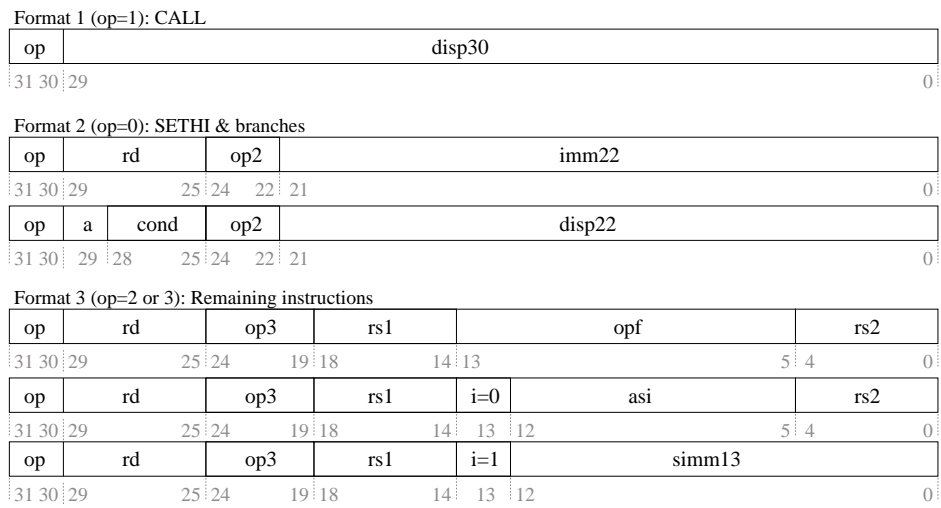 Format 1 (op=1): CALL
op disp30
31 30 29 0
Format 2 (op=0): SETHI & branches
op rd op2 imm22
31 30 29 25 24 22 21 0
op a cond op2 disp22
31 30 29 28 25 24 22 21 0
Format 3 (op=2 or 3): Remaining instructions
op rd op3 rs1 opf rs2
31 30 29 25 24 19 18 14 13 5 4 0
op rd op3 rs1 i=0 asi rs2
31 30 29 25 24 19 18 14 13 12 5 4 0
op rd op3 rs1 i=1 simm13
31 30 29 25 24 19 18 14 13 12 0